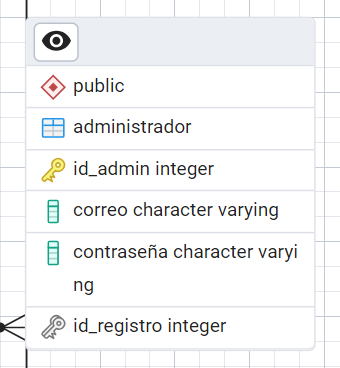 public
administrador
id_admin integer
correo character varying
contraseña character varyi
ng
id_registro integer